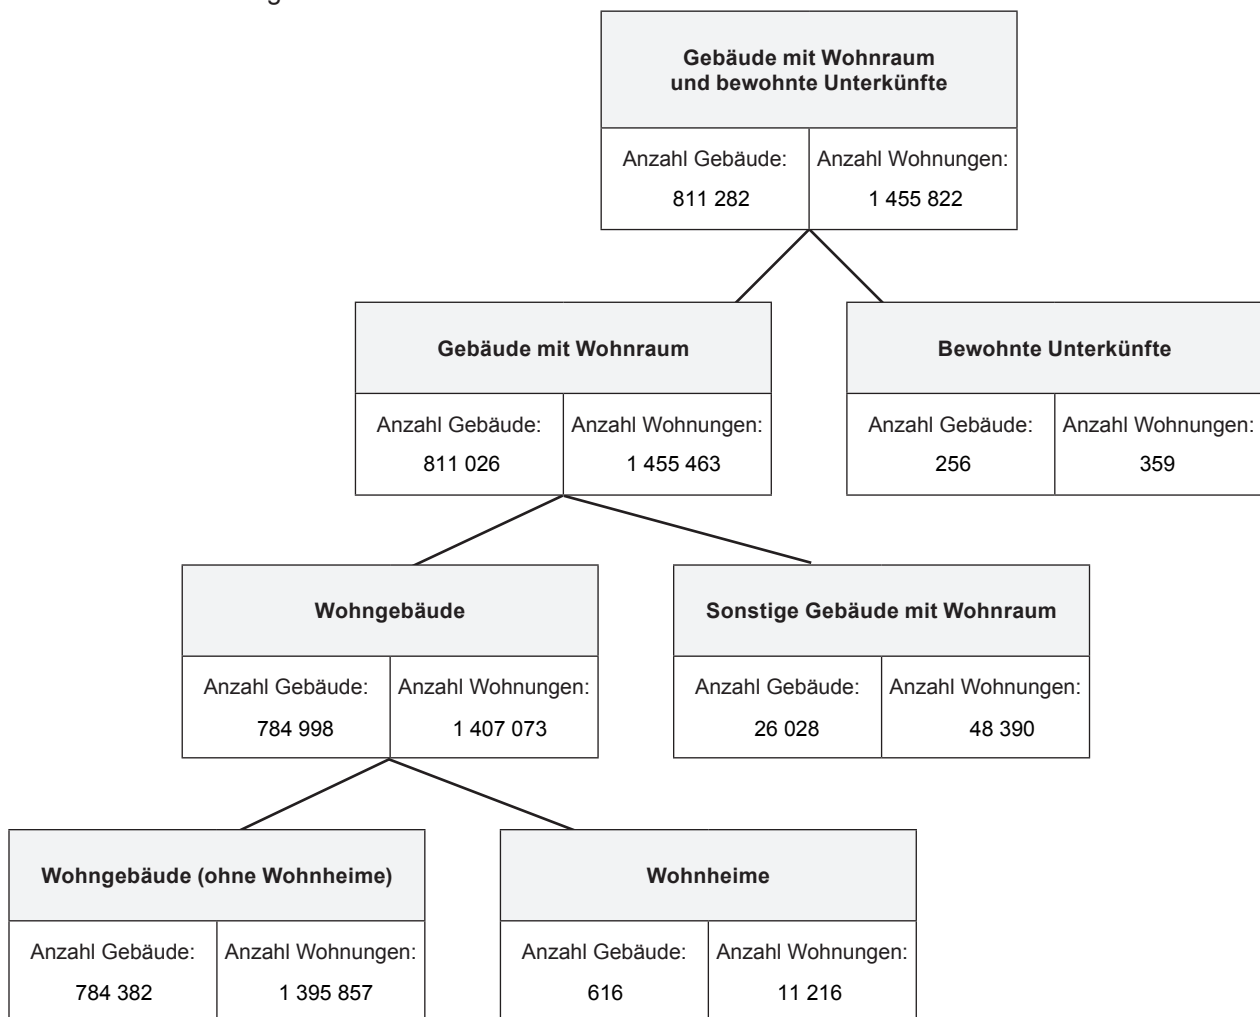 Gebäude mit Wohnraum
und bewohnte Unterkünfte
Anzahl Gebäude: Anzahl Wohnungen:
811 282 1 455 822
Gebäude mit Wohnraum
Bewohnte Unterkünfte
Anzahl Gebäude: Anzahl Wohnungen:
811 026 1 455 463
Anzahl Gebäude: Anzahl Wohnungen:
256 359
Wohngebäude
Sonstige Gebäude mit Wohnraum
Anzahl Gebäude: Anzahl Wohnungen:
784 998 1 407 073
Anzahl Gebäude: Anzahl Wohnungen:
26 028 48 390
Wohngebäude (ohne Wohnheime)
Wohnheime
Anzahl Gebäude: Anzahl Wohnungen:
784 382 1 395 857
Anzahl Gebäude: Anzahl Wohnungen:
616 11 216